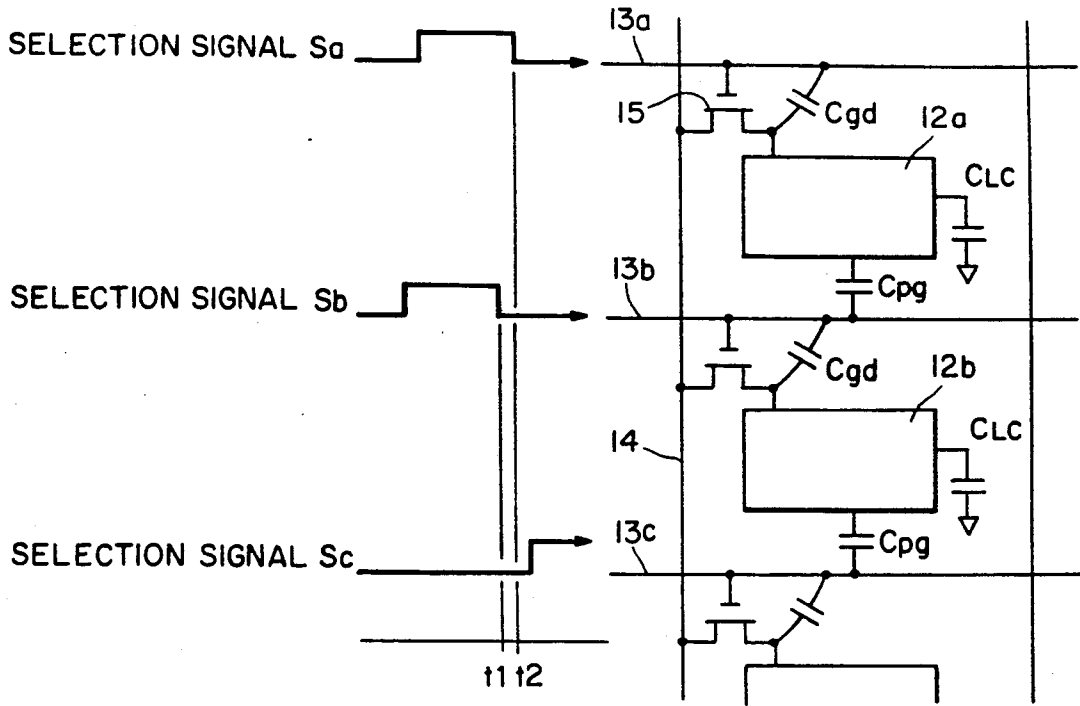 SELECTION SIGNAL Sa
13a
15
Cgd
12a
CLC
13b
Cpg
SELECTION SIGNAL Sb
Cgd
12b
CLC
14
13c
Cpg
SELECTION SIGNAL Sc
t1 t2